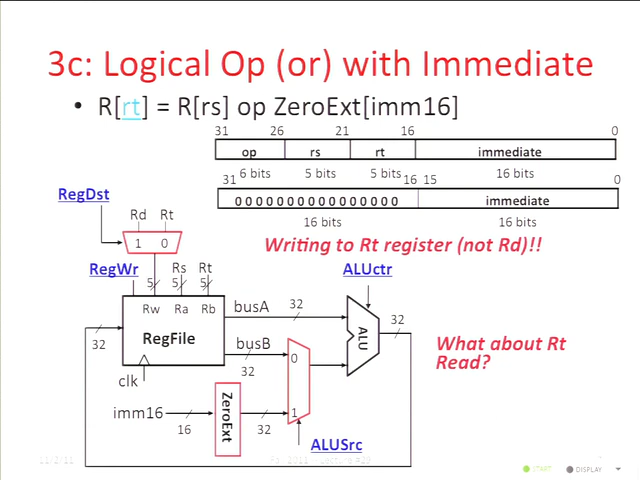 3c: Logical Op (or) with Immediate
• R[rt] = R[rs] op ZeroExt[imm16]
31 26 21 16 0
op rs rt immediate
6 bits 5 bits 5 bits 16 bits
31 16 15 0
0 0 0 0 0 0 0 0 0 0 0 0 0 0 0 0 immediate
16 bits 16 bits
Writing to Rt register (not Rd)!!
RegDst
Rd Rt
1 0
RegWr
Rs Rt
5 5 5
ALUctr
Rw Ra Rb
busA 32
RegFile
32
clk
busB
32
0
ALU
32
What about Rt
Read?
imm16
16
ZeroExt
32
1
ALUSrc
11/2/11
START
DISPLAY